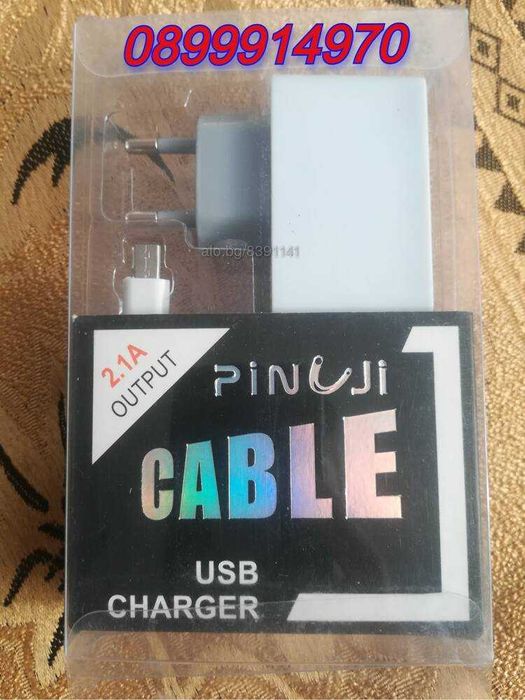 0899914970
alo.bg/8391141
2.1A
OUTPUT
PINUJi
CABLE
USB
CHARGER